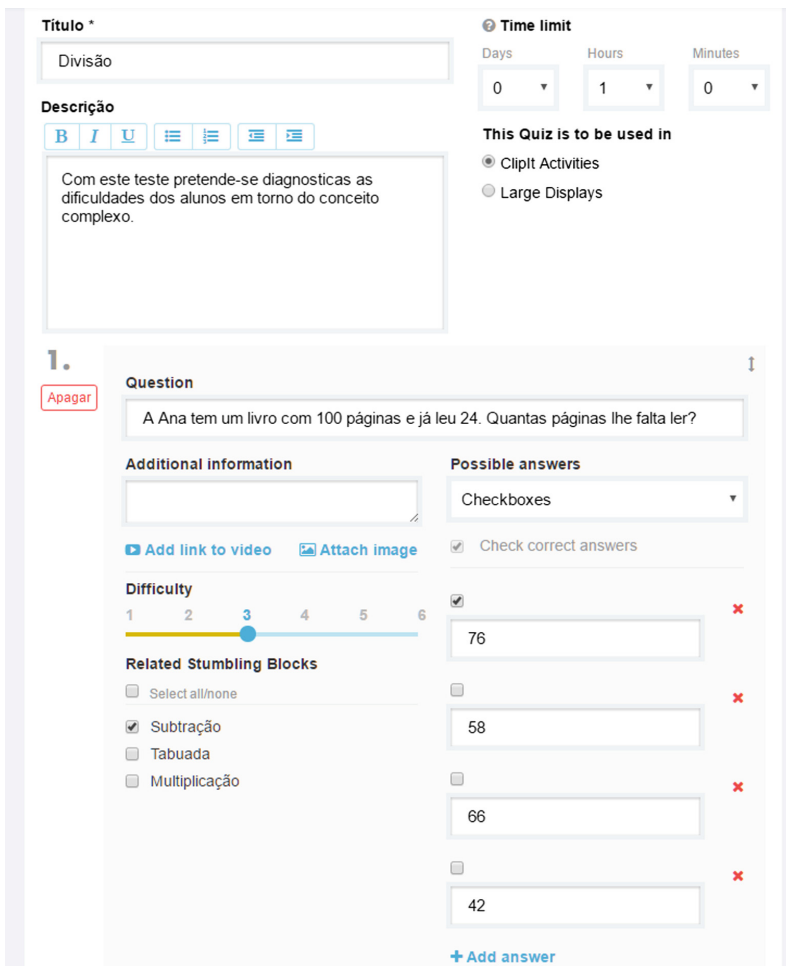 Título *
Divisão
Descrição
B I U
Com este teste pretende-se diagnosticas as
dificuldades dos alunos em torno do conceito
complexo.
Time limit
Days Hours Minutes
0 1 0
This Quiz is to be used in
ClipIt Activities
Large Displays
1.
Apagar
Question
A Ana tem um livro com 100 páginas e já leu 24. Quantas páginas lhe falta ler?
Additional information
Add link to video Attach image
Difficulty
1 2 3 4 5 6
Related Stumbling Blocks
Select all/none
Subtração
Tabuada
Multiplicação
Possible answers
Checkboxes
Check correct answers
76
58
66
42
+ Add answer